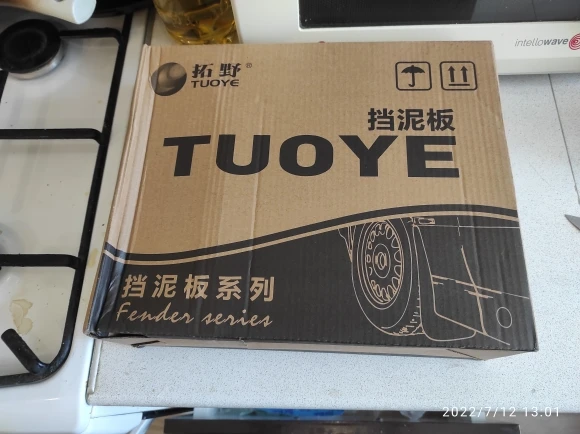 intellowave
拓野®
TUOYE
挡泥板
TUOYE
挡泥板系列
Fender series
2022/7/12 13:01